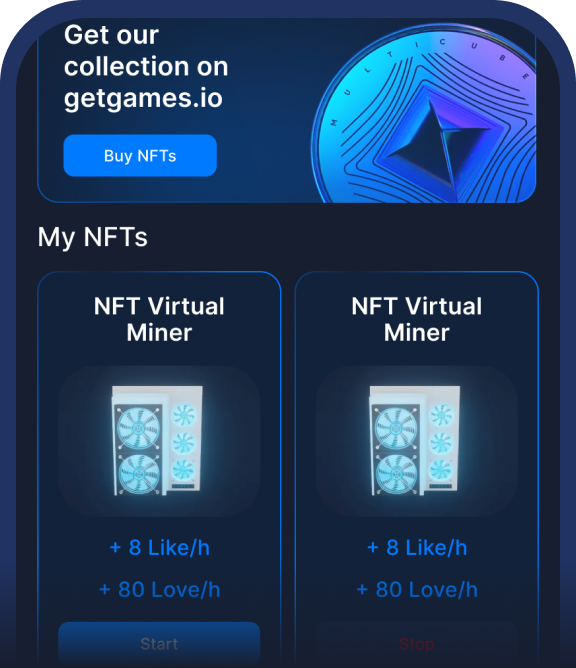 Get our
collection on
getgames.io
MULTICUBE
Buy NFTs
My NFTs
NFT Virtual
Miner
+ 8 Like/h
+ 80 Love/h
Start
NFT Virtual
Miner
+ 8 Like/h
+ 80 Love/h
Stop